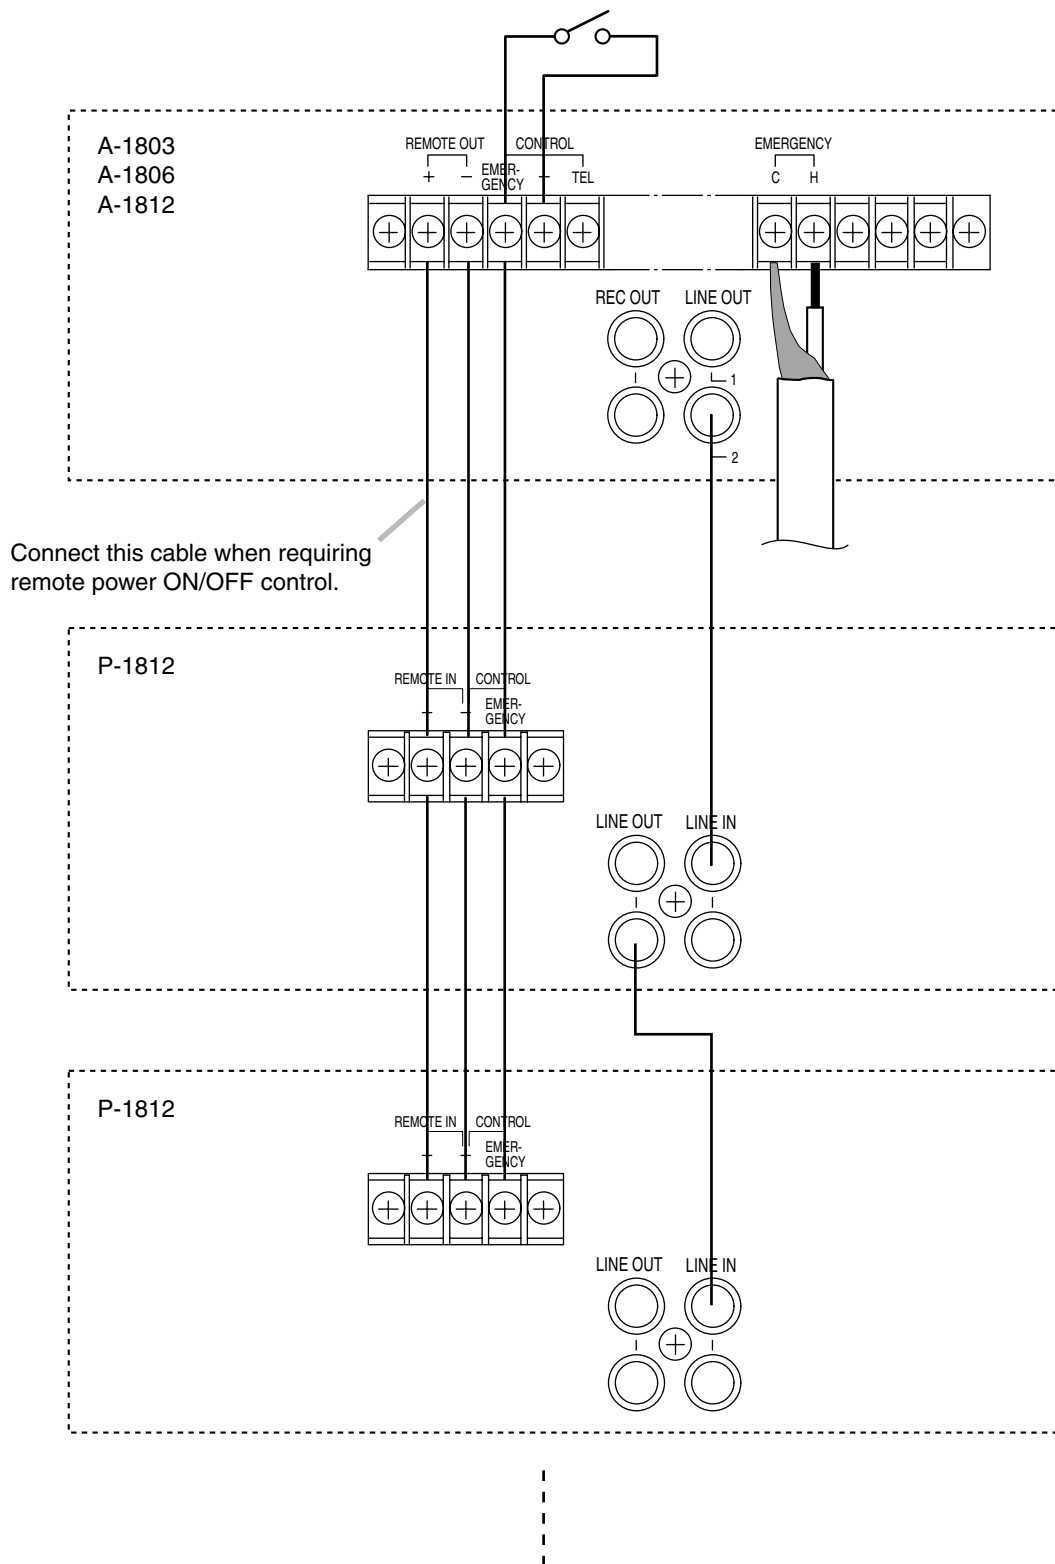 A-1803
A-1806
A-1812
REMOTE OUT
+
–
CONTROL
EMER-
GENCY
–
TEL
EMERGENCY
C
H
REC OUT
LINE OUT
1
2
Connect this cable when requiring
remote power ON/OFF control.
P-1812
REMOTE IN
+
–
CONTROL
EMER-
GENCY
LINE OUT
LINE IN
P-1812
REMOTE IN
+
–
CONTROL
EMER-
GENCY
LINE OUT
LINE IN